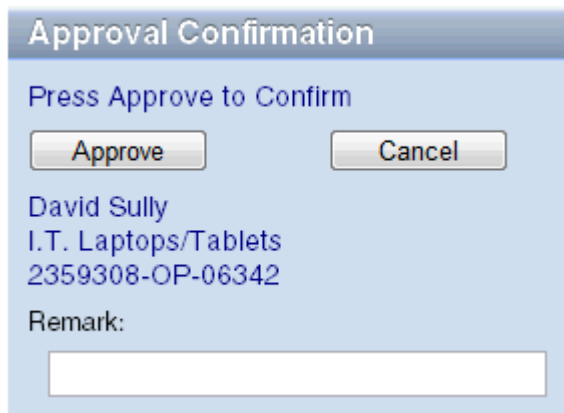 Approval Confirmation
Press Approve to Confirm
Approve Cancel
David Sully
I.T. Laptops/Tablets
2359308-OP-06342
Remark: